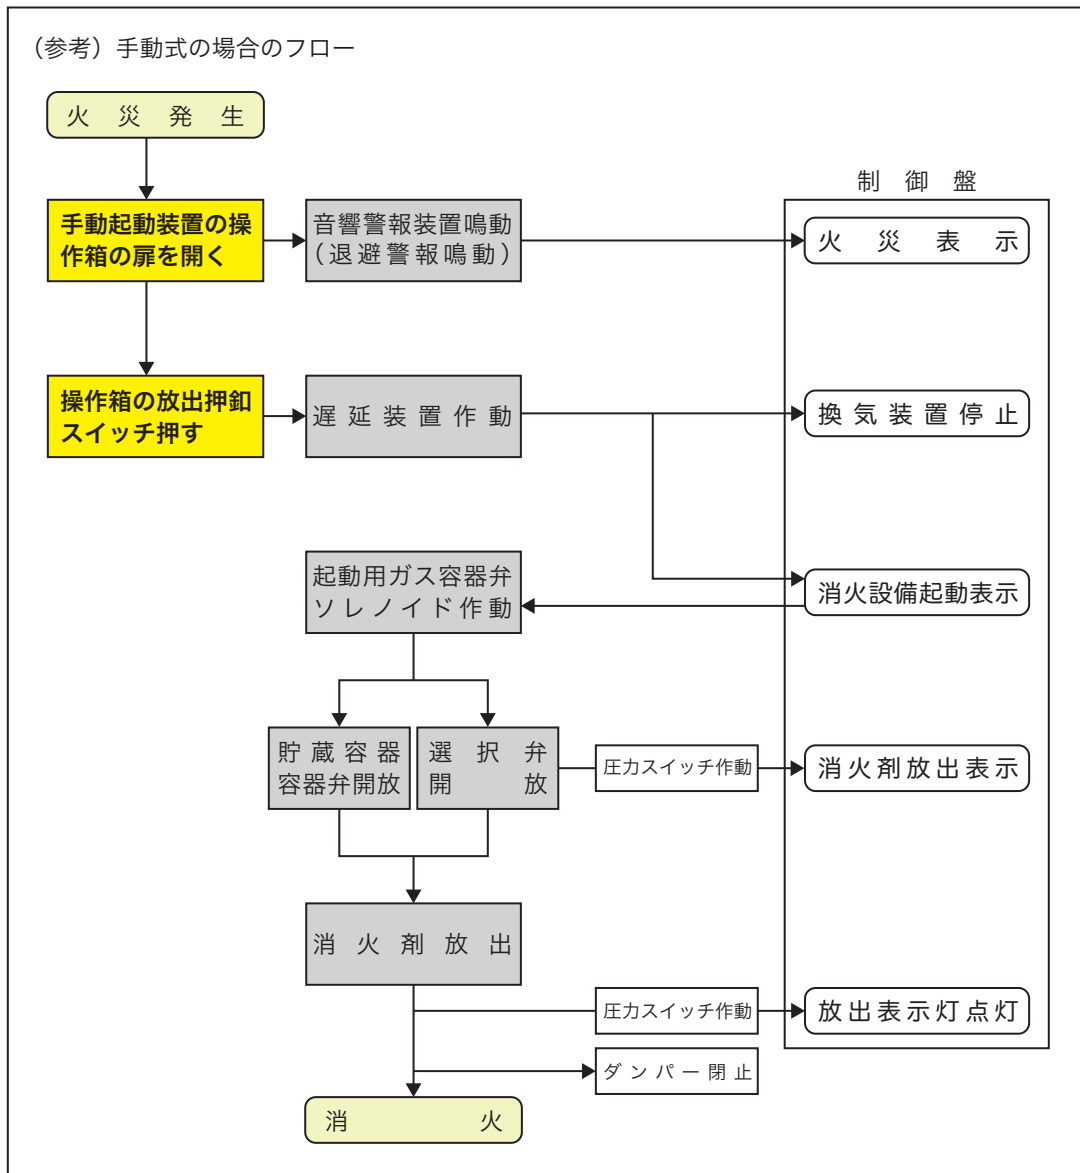 （参考）手動式の場合のフロー
火災発生
制御盤
手動起動装置の操
作箱の扉を開く
音響警報装置鳴動
（退避警報鳴動）
火災表示
操作箱の放出押釦
スイッチ押す
遅延装置作動
換気装置停止
起動用ガス容器弁
ソレノイド作動
消火設備起動表示
貯蔵容器
容器弁開放
選択弁
開放
圧力スイッチ作動
消火剤放出表示
消火剤放出
圧力スイッチ作動
放出表示灯点灯
ダンパー閉止
消火